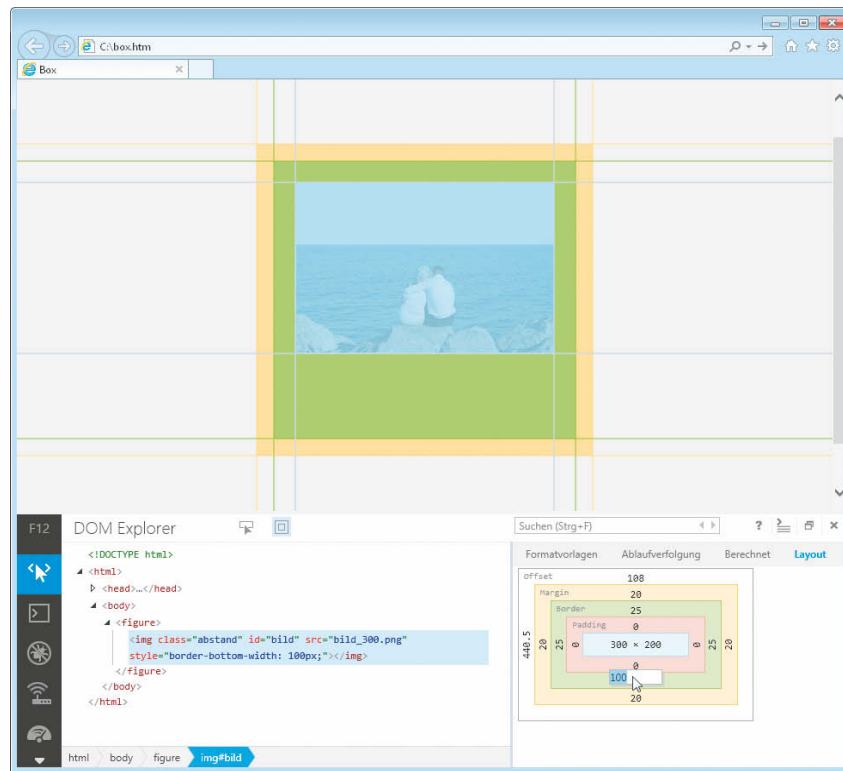 C:\box.htm
Box
F12
DOM Explorer
Suchen (Strg+F)
?
<!DOCTYPE html>
<html>
<head>…</head>
<body>
<figure>
<img class="abstand" id="bild" src="bild_300.png"
style="border-bottom-width: 100px;"></img>
</figure>
</body>
</html>
html body figure img#bild
Formatvorlagen Ablaufverfolgung Berechnet Layout
Offset 108
Margin 20
Border 25
Padding 0
440.5 20 25 0 300 × 200 0 25 20
0
100
20